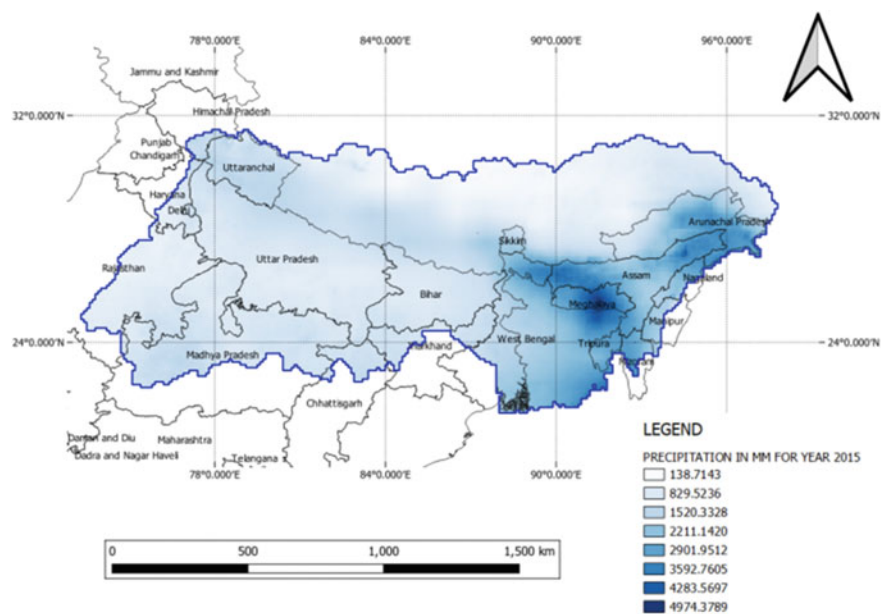 78°0.000'E 84°0.000'E 90°0.000'E 96°0.000'E
Jammu and Kashmir
32°0.000'N 32°0.000'N
Himachal Pradesh
Punjab
Chandigarh
Uttaranchal
Haryana
Delhi
Arunachal Pradesh
Sikkim
Uttar Pradesh
Rajasthan
Assam
Nagaland
Bihar
Meghalaya
Manipur
24°0.000'N 24°0.000'N
West Bengal
Tripura
Jharkhand
Madhya Pradesh
Mizoram
Chhattisgarh
Daman and Diu
Maharashtra
Dadra and Nagar Haveli
Telangana
78°0.000'E 84°0.000'E 90°0.000'E 96°0.000'E
LEGEND
PRECIPITATION IN MM FOR YEAR 2015
138.7143
829.5236
1520.3328
2211.1420
2901.9512
3592.7605
4283.5697
4974.3789
0 500 1,000 1,500 km